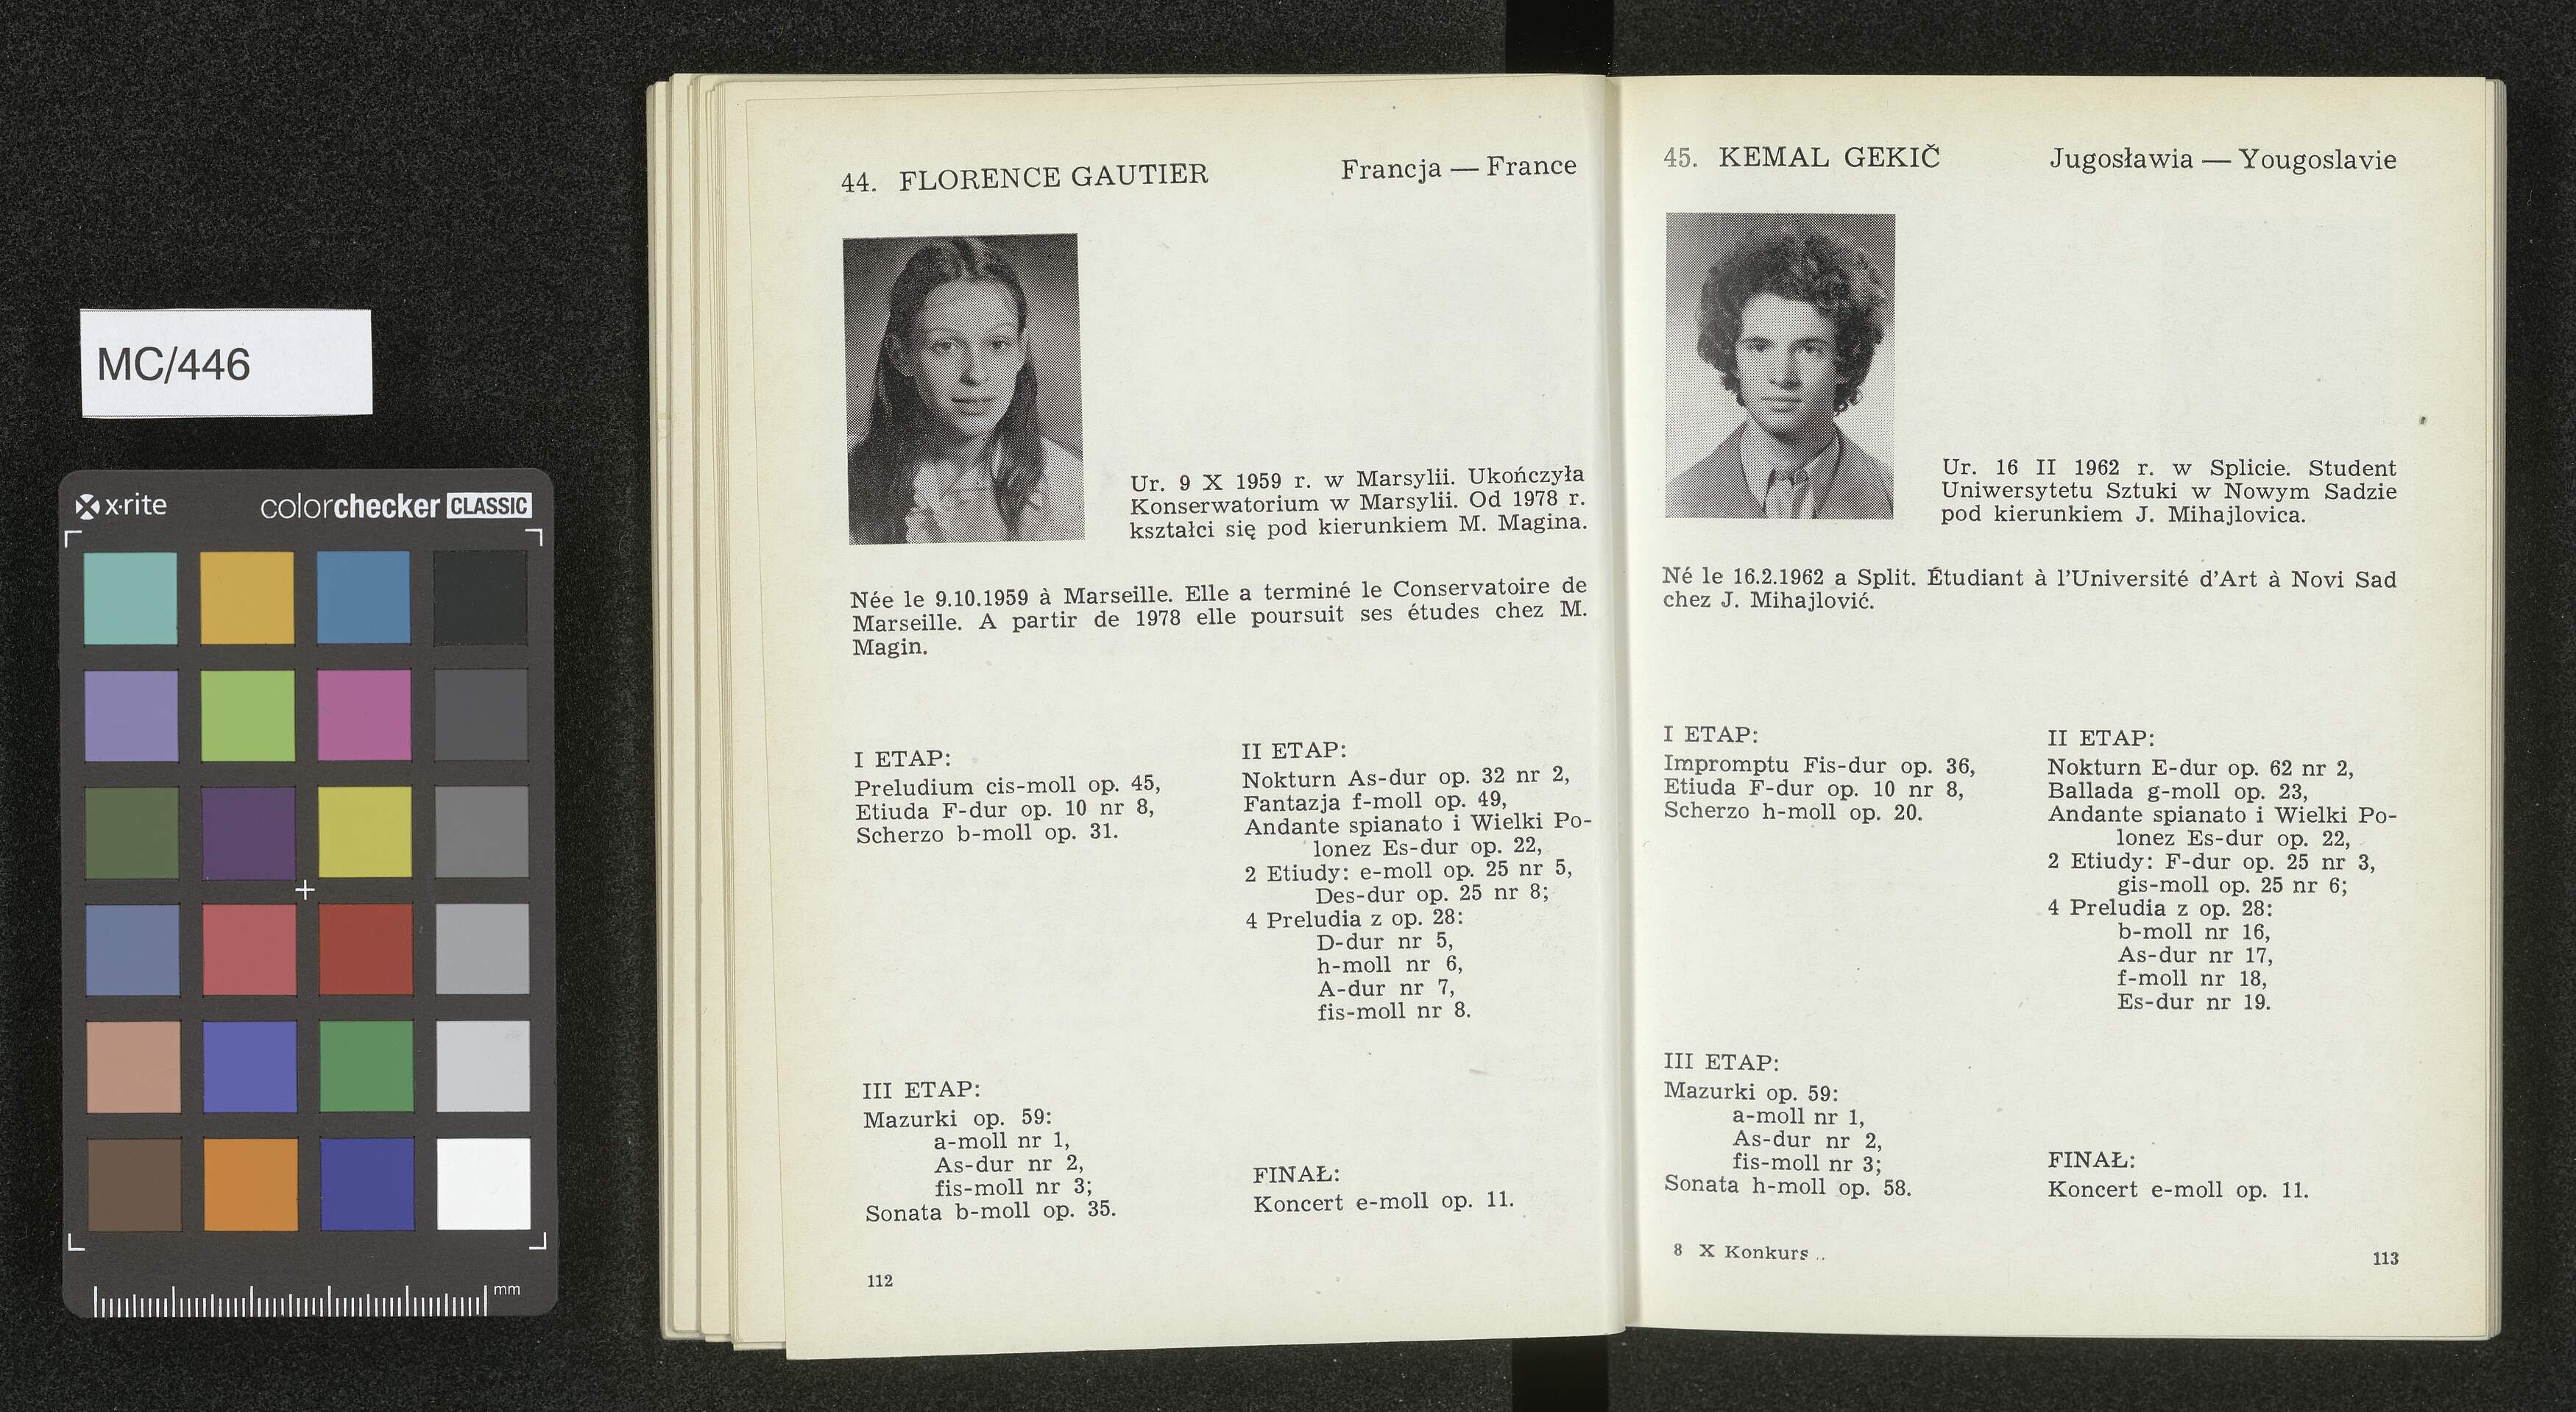 MC/446
x·rite colorchecker CLASSIC
mm
44. FLORENCE GAUTIER Francja — France
Ur. 9 X 1959 r. w Marsylii. Ukończyła
Konserwatorium w Marsylii. Od 1978 r.
kształci się pod kierunkiem M. Magina.
Née le 9.10.1959 à Marseille. Elle a terminé le Conservatoire de
Marseille. A partir de 1978 elle poursuit ses études chez M.
Magin.
I ETAP:
Preludium cis-moll op. 45,
Etiuda F-dur op. 10 nr 8,
Scherzo b-moll op. 31.
II ETAP:
Nokturn As-dur op. 32 nr 2,
Fantazja f-moll op. 49,
Andante spianato i Wielki Po-
lonez Es-dur op. 22,
2 Etiudy: e-moll op. 25 nr 5,
Des-dur op. 25 nr 8;
4 Preludia z op. 28:
D-dur nr 5,
h-moll nr 6,
A-dur nr 7,
fis-moll nr 8.
III ETAP:
Mazurki op. 59:
a-moll nr 1,
As-dur nr 2,
fis-moll nr 3;
Sonata b-moll op. 35.
FINAŁ:
Koncert e-moll op. 11.
112
45. KEMAL GEKIČ Jugosławia — Yougoslavie
Ur. 16 II 1962 r. w Splicie. Student
Uniwersytetu Sztuki w Nowym Sadzie
pod kierunkiem J. Mihajlovica.
Né le 16.2.1962 a Split. Étudiant à l'Université d'Art à Novi Sad
chez J. Mihajlović.
I ETAP:
Impromptu Fis-dur op. 36,
Etiuda F-dur op. 10 nr 8,
Scherzo h-moll op. 20.
II ETAP:
Nokturn E-dur op. 62 nr 2,
Ballada g-moll op. 23,
Andante spianato i Wielki Po-
lonez Es-dur op. 22,
2 Etiudy: F-dur op. 25 nr 3,
gis-moll op. 25 nr 6;
4 Preludia z op. 28:
b-moll nr 16,
As-dur nr 17,
f-moll nr 18,
Es-dur nr 19.
III ETAP:
Mazurki op. 59:
a-moll nr 1,
As-dur nr 2,
fis-moll nr 3;
Sonata h-moll op. 58.
FINAŁ:
Koncert e-moll op. 11.
8 X Konkurs ..
113